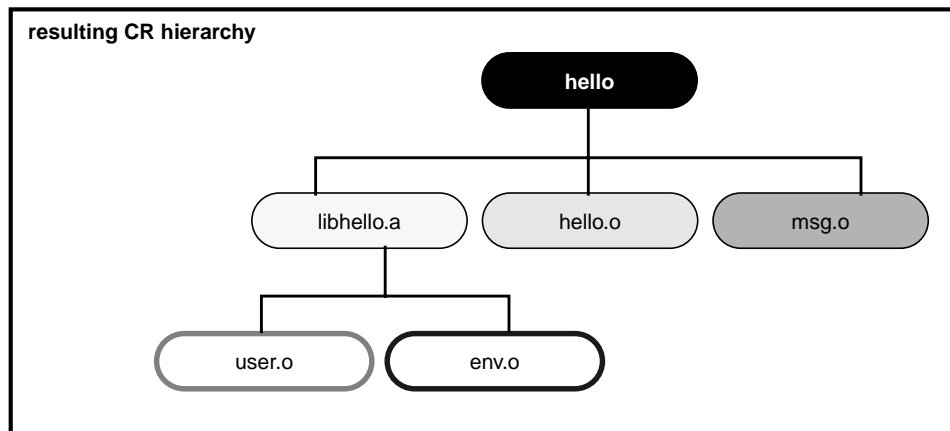 resulting CR hierarchy
hello
libhello.a
hello.o
msg.o
user.o
env.o